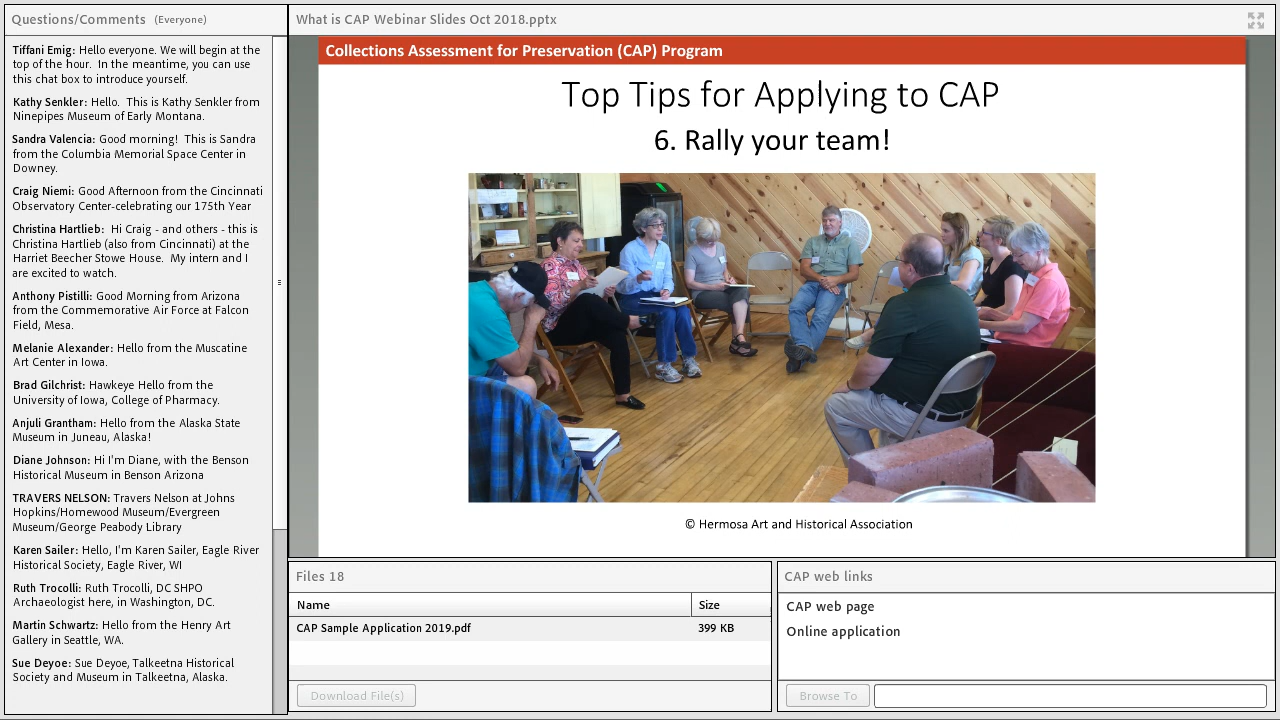 Questions/Comments (Everyone)
Tiffani Emig: Hello everyone. We will begin at the
top of the hour. In the meantime, you can use
this chat box to introduce yourself.
Kathy Senkler: Hello. This is Kathy Senkler from
Ninepipes Museum of Early Montana.
Sandra Valencia: Good morning! This is Sandra
from the Columbia Memorial Space Center in
Downey.
Craig Niemi: Good Afternoon from the Cincinnati
Observatory Center-celebrating our 175th Year
Christina Hartlieb: Hi Craig - and others - this is
Christina Hartlieb (also from Cincinnati) at the
Harriet Beecher Stowe House. My intern and I
are excited to watch.
Anthony Pistilli: Good Morning from Arizona
from the Commemorative Air Force at Falcon
Field, Mesa.
Melanie Alexander: Hello from the Muscatine
Art Center in Iowa.
Brad Gilchrist: Hawkeye Hello from the
University of Iowa, College of Pharmacy.
Anjuli Grantham: Hello from the Alaska State
Museum in Juneau, Alaska!
Diane Johnson: Hi I'm Diane, with the Benson
Historical Museum in Benson Arizona
TRAVERS NELSON: Travers Nelson at Johns
Hopkins/Homewood Museum/Evergreen
Museum/George Peabody Library
Karen Sailer: Hello, I'm Karen Sailer, Eagle River
Historical Society, Eagle River, WI
Ruth Trocolli: Ruth Trocolli, DC SHPO
Archaeologist here, in Washington, DC.
Martin Schwartz: Hello from the Henry Art
Gallery in Seattle, WA.
Sue Deyoe: Sue Deyoe, Talkeetna Historical
Society and Museum in Talkeetna, Alaska.
What is CAP Webinar Slides Oct 2018.pptx
Collections Assessment for Preservation (CAP) Program
Top Tips for Applying to CAP
6. Rally your team!
© Hermosa Art and Historical Association
Files 18
Name Size
CAP Sample Application 2019.pdf 399 KB
Download File(s)
CAP web links
CAP web page
Online application
Browse To